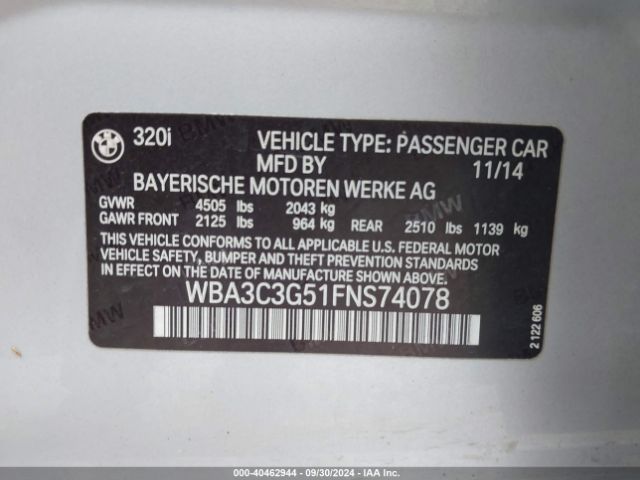 320i VEHICLE TYPE: PASSENGER CAR
MFD BY 11/14
BAYERISCHE MOTOREN WERKE AG
GVWR 4505 lbs 2043 kg
GAWR FRONT 2125 lbs 964 kg REAR 2510 lbs 1139 kg
THIS VEHICLE CONFORMS TO ALL APPLICABLE U.S. FEDERAL MOTOR
VEHICLE SAFETY, BUMPER AND THEFT PREVENTION STANDARDS
IN EFFECT ON THE DATE OF MANUFACTURE SHOWN ABOVE.
WBA3C3G51FNS74078
2 122 606
000-40462944 | 09/30/2024 | IAA Holdings, LLC.